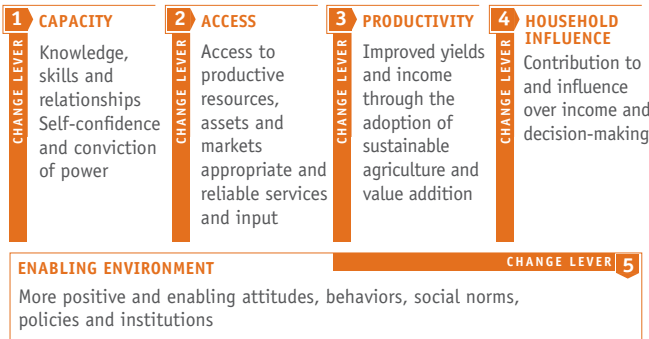 1 CAPACITY
CHANGE LEVER
Knowledge,
skills and
relationships
Self-confidence
and conviction
of power
2 ACCESS
CHANGE LEVER
Access to
productive
resources,
assets and
markets
appropriate and
reliable services
and input
3 PRODUCTIVITY
CHANGE LEVER
Improved yields
and income
through the
adoption of
sustainable
agriculture and
value addition
4 HOUSEHOLD
INFLUENCE
CHANGE LEVER
Contribution to
and influence
over income and
decision-making
CHANGE LEVER 5
ENABLING ENVIRONMENT
More positive and enabling attitudes, behaviors, social norms,
policies and institutions